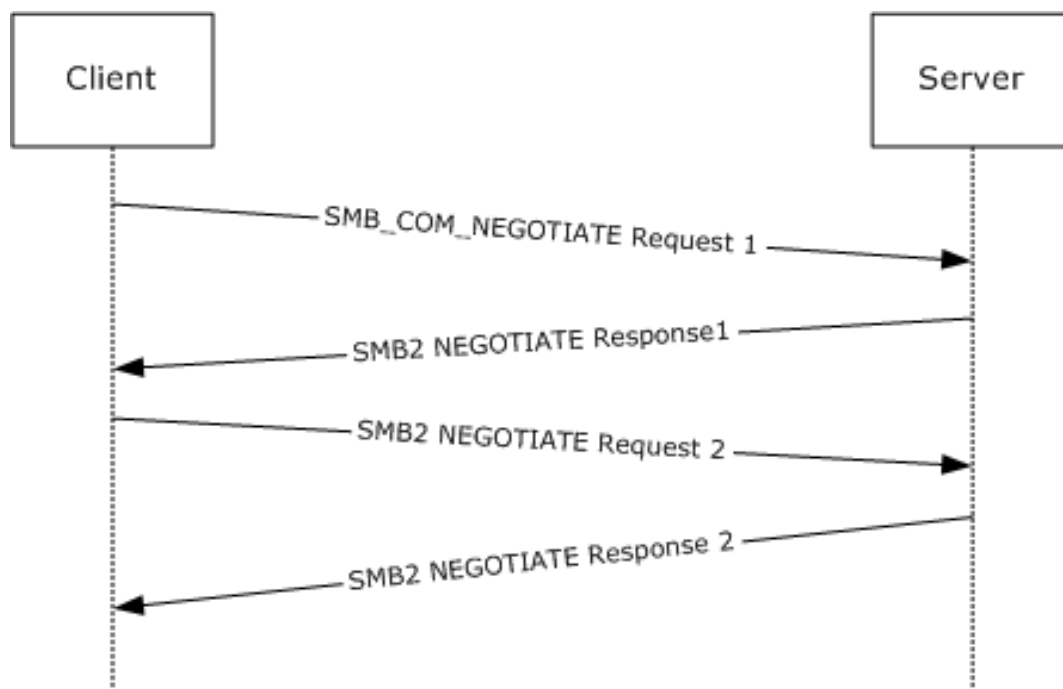 Client
Server
SMB_COM_NEGOTIATE Request 1
SMB2 NEGOTIATE Response1
SMB2 NEGOTIATE Request 2
SMB2 NEGOTIATE Response 2